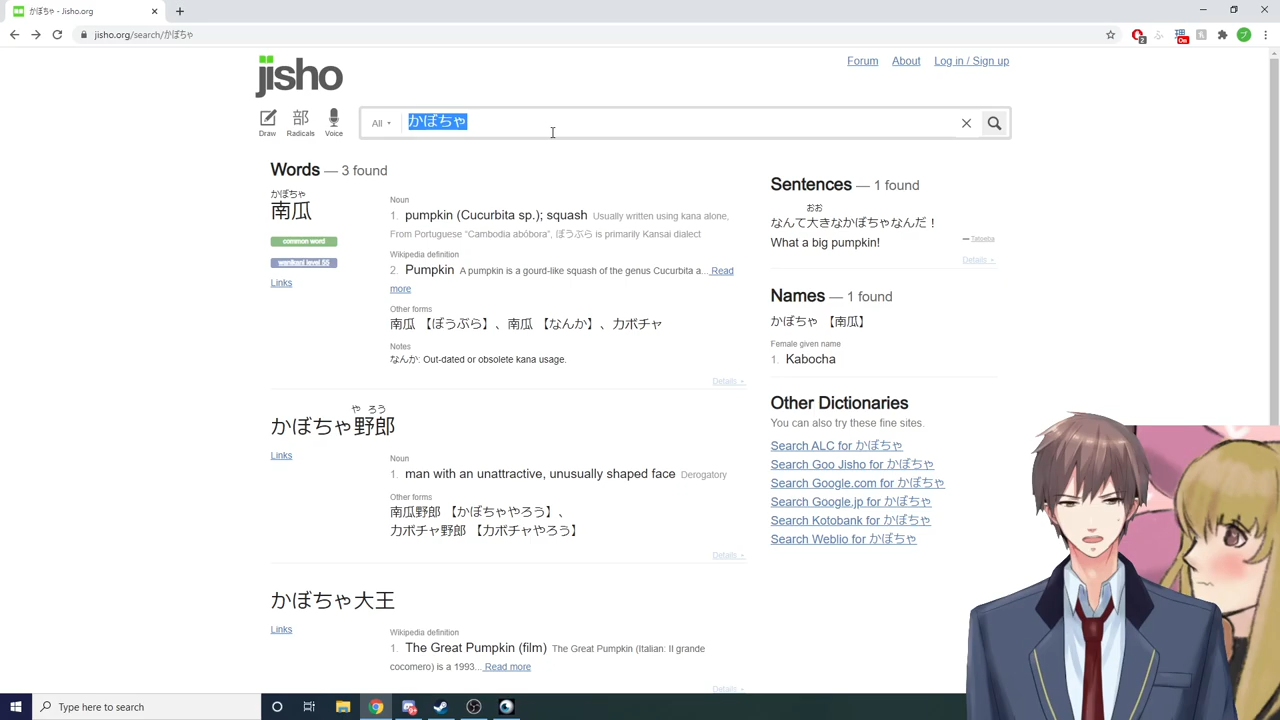 かぼちゃ - Jisho.org
jisho.org/search/かぼちゃ
Forum
About
Log in / Sign up
jisho
Draw
Radicals
Voice
All
かぼちゃ
Words — 3 found
かぼちゃ
南瓜
common word
wanikani level 55
Links
Noun
1. pumpkin (Cucurbita sp.); squash Usually written using kana alone,
From Portuguese “Cambodia abóbora”, ぼうぶら is primarily Kansai dialect
Wikipedia definition
2. Pumpkin A pumpkin is a gourd-like squash of the genus Cucurbita a... Read
more
Other forms
南瓜 【ぼうぶら】、南瓜 【なんか】、カボチャ
Notes
なんか: Out-dated or obsolete kana usage.
Details
やろう
かぼちゃ野郎
Links
Noun
1. man with an unattractive, unusually shaped face Derogatory
Other forms
南瓜野郎 【かぼちゃやろう】、
カボチャ野郎 【カボチャやろう】
Details
かぼちゃ大王
Links
Wikipedia definition
1. The Great Pumpkin (film) The Great Pumpkin (Italian: Il grande
cocomero) is a 1993... Read more
Details
Sentences — 1 found
おお
なんて大きなかぼちゃなんだ！
What a big pumpkin!
— Tatoeba
Details
Names — 1 found
かぼちゃ 【南瓜】
Female given name
1. Kabocha
Other Dictionaries
You can also try these fine sites.
Search ALC for かぼちゃ
Search Goo Jisho for かぼちゃ
Search Google.com for かぼちゃ
Search Google.jp for かぼちゃ
Search Kotobank for かぼちゃ
Search Weblio for かぼちゃ
Type here to search